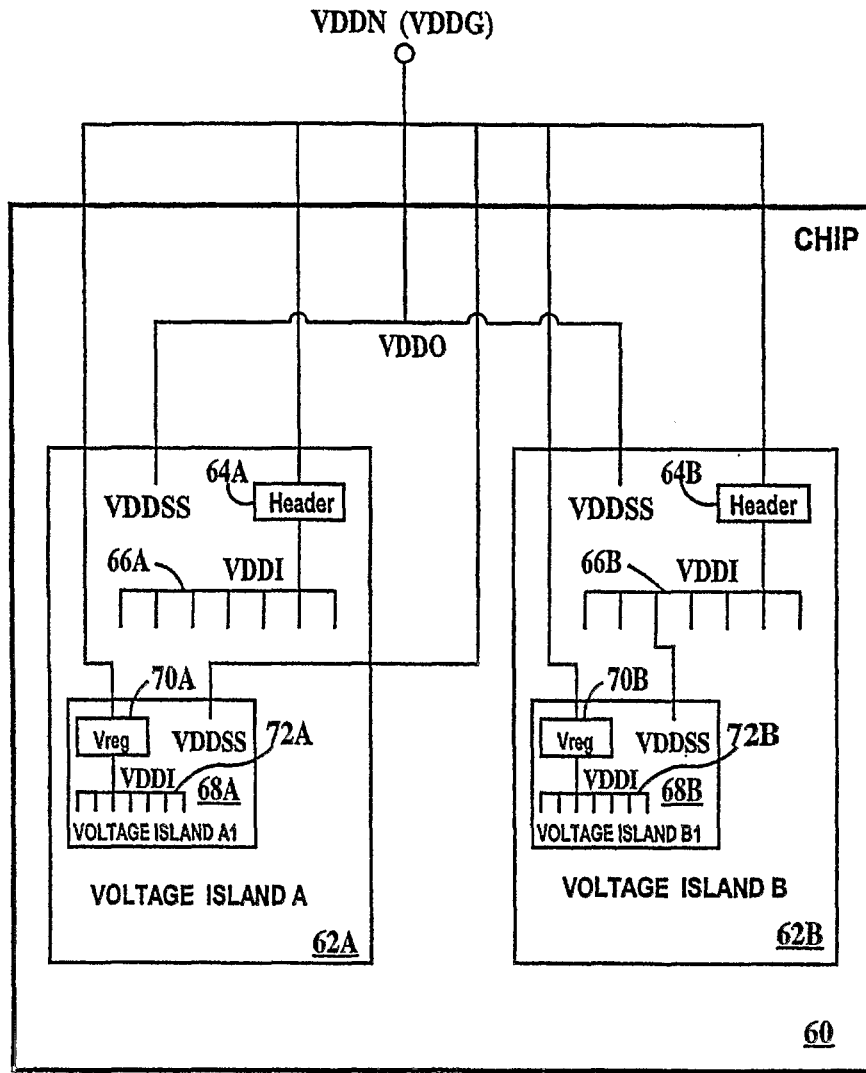 VDDN (VDDG)
CHIP
VDDO
64A
VDDSS
Header
66A
VDDI
70A
Vreg
VDDSS
72A
VDDI
68A
VOLTAGE ISLAND A1
VOLTAGE ISLAND A
62A
64B
VDDSS
Header
66B
VDDI
70B
Vreg
VDDSS
72B
VDDI
68B
VOLTAGE ISLAND B1
VOLTAGE ISLAND B
62B
60